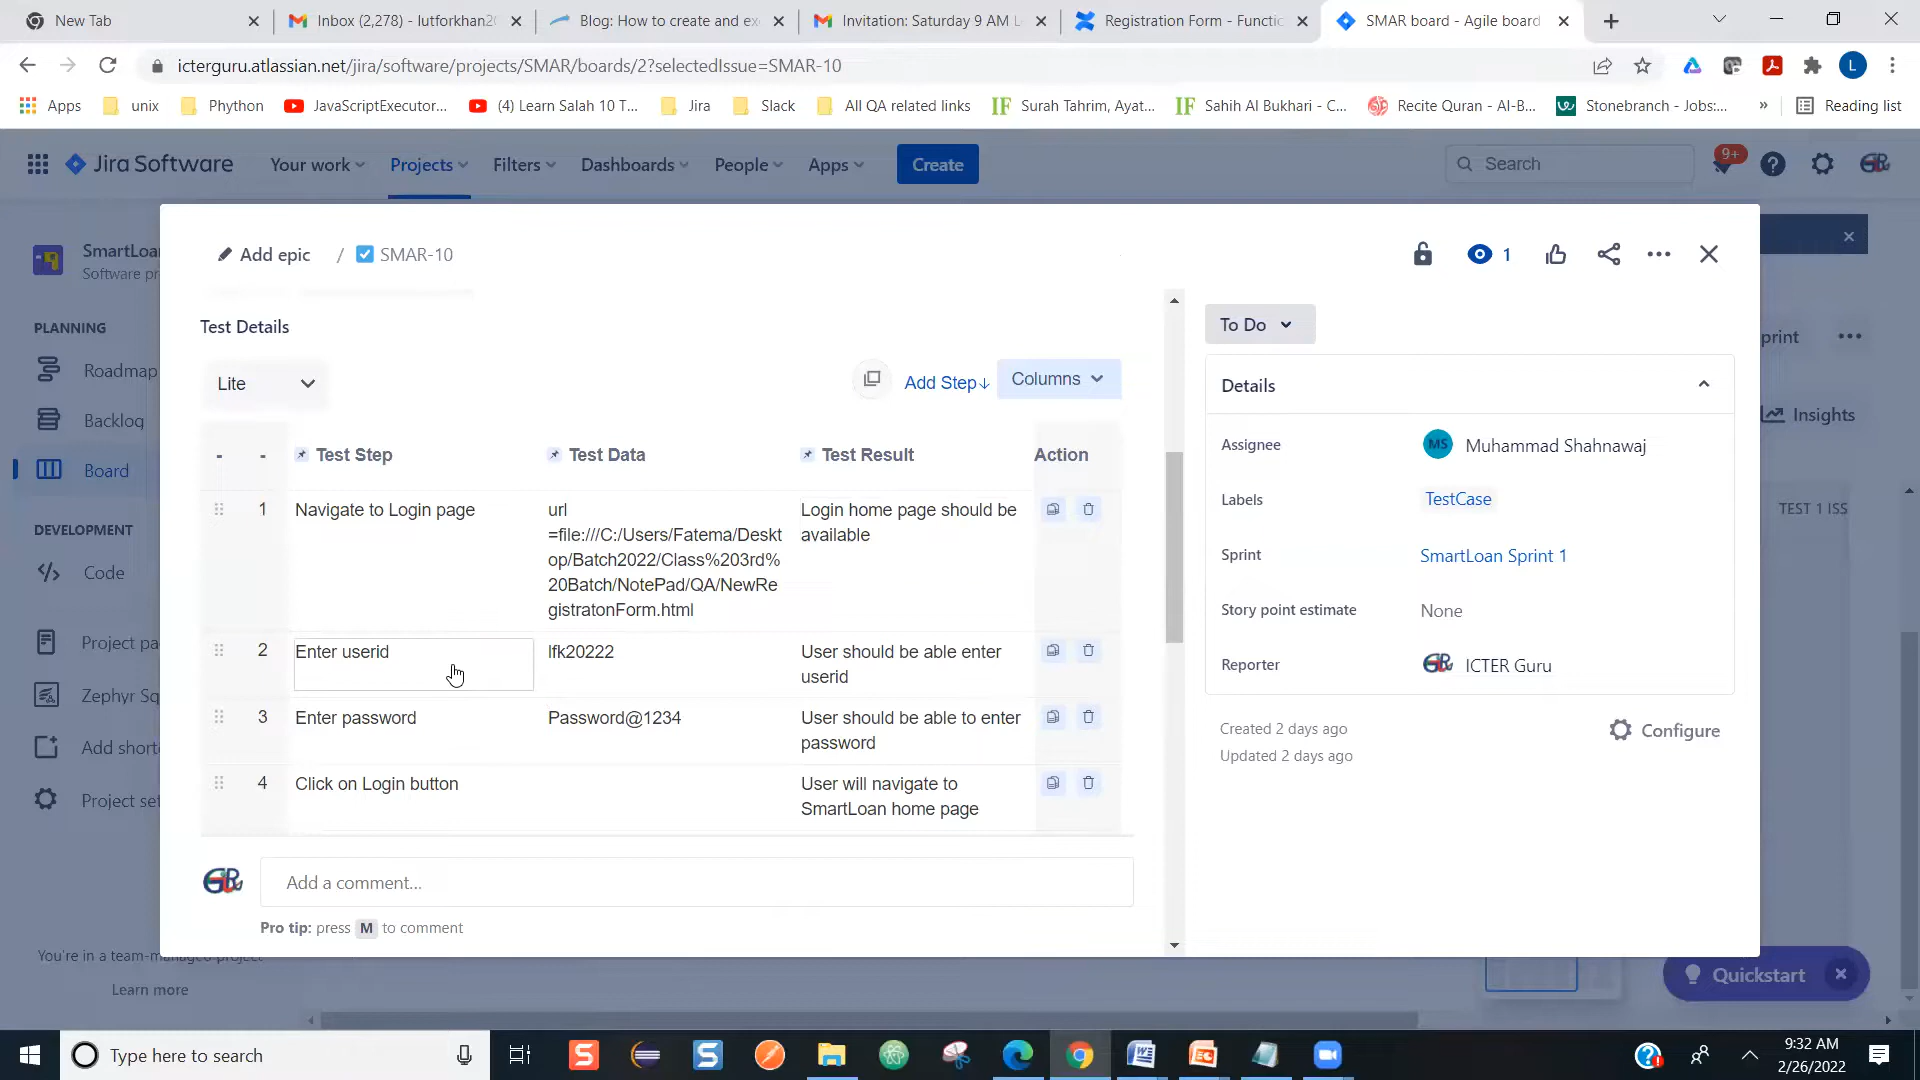 New Tab
Inbox (2,278) - lutforkhan20
Blog: How to create and exe
Invitation: Saturday 9 AM L
Registration Form - Functio
SMAR board - Agile board
icterguru.atlassian.net/jira/software/projects/SMAR/boards/2?selectedIssue=SMAR-10
L
Apps
unix
Phython
JavaScriptExecutor...
(4) Learn Salah 10 T...
Jira
Slack
All QA related links
Surah Tahrim, Ayat...
Sahih Al Bukhari - C...
Recite Quran - Al-B...
Stonebranch - Jobs:...
»
Reading list
Jira Software
Your work
Projects
Filters
Dashboards
People
Apps
Create
Search
9+
SmartLoan
Software pr
PLANNING
Roadmap
Backlog
Board
DEVELOPMENT
Code
Project pa
Zephyr Sq
Add shortc
Project set
You're in a team-managed project
Learn more
Add epic
/
SMAR-10
1
Test Details
Lite
Add Step↓
Columns
- - Test Step Test Data Test Result Action
1 Navigate to Login page
url
=file:///C:/Users/Fatema/Deskt
op/Batch2022/Class%203rd%
20Batch/NotePad/QA/NewRe
gistratonForm.html
Login home page should be
available
2 Enter userid
lfk20222
User should be able enter
userid
3 Enter password
Password@1234
User should be able to enter
password
4 Click on Login button
User will navigate to
SmartLoan home page
Add a comment...
Pro tip: press M to comment
To Do
Details
Assignee
MS Muhammad Shahnawaj
Labels
TestCase
Sprint
SmartLoan Sprint 1
Story point estimate
None
Reporter
ICTER Guru
Created 2 days ago
Updated 2 days ago
Configure
print
Insights
TEST 1 ISS
Quickstart
Type here to search
9:32 AM
2/26/2022